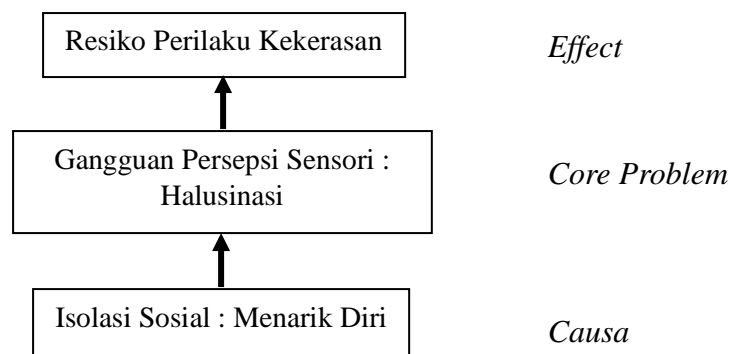 Resiko Perilaku Kekerasan
Effect
Gangguan Persepsi Sensori :
Halusinasi
Core Problem
Isolasi Sosial : Menarik Diri
Causa